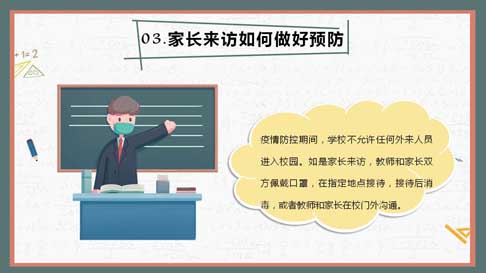 03.家长来访如何做好预防
+1=2
疫情防控期间，学校不允许任何外来人员
进入校园。如是家长来访，教师和家长双
方佩戴口罩，在指定地点接待，接待后消
毒，或者教师和家长在校门外沟通。